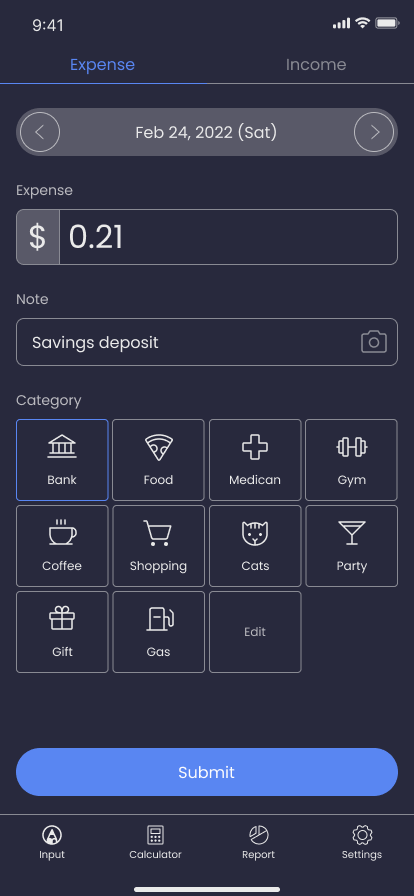 9:41
Expense Income
Feb 24, 2022 (Sat)
Expense
$ 0.21
Note
Savings deposit
Category
Bank Food Medican Gym
Coffee Shopping Cats Party
Gift Gas Edit
Submit
Input Calculator Report Settings